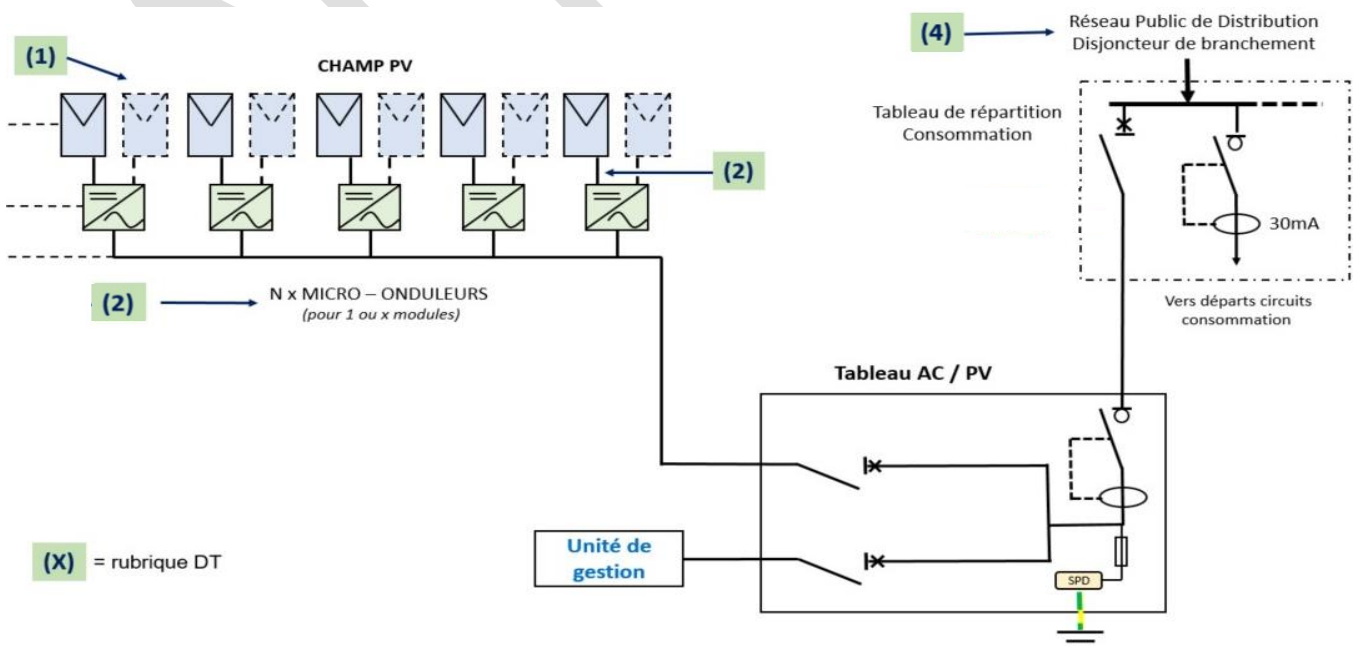 (4)
Réseau Public de Distribution
Disjoncteur de branchement
(1)
CHAMP PV
Tableau de répartition
Consommation
(2)
30mA
(2)
N x MICRO – ONDULEURS
(pour 1 ou x modules)
Vers départs circuits
consommation
Tableau AC / PV
Unité de
gestion
(X) = rubrique DT
SPD